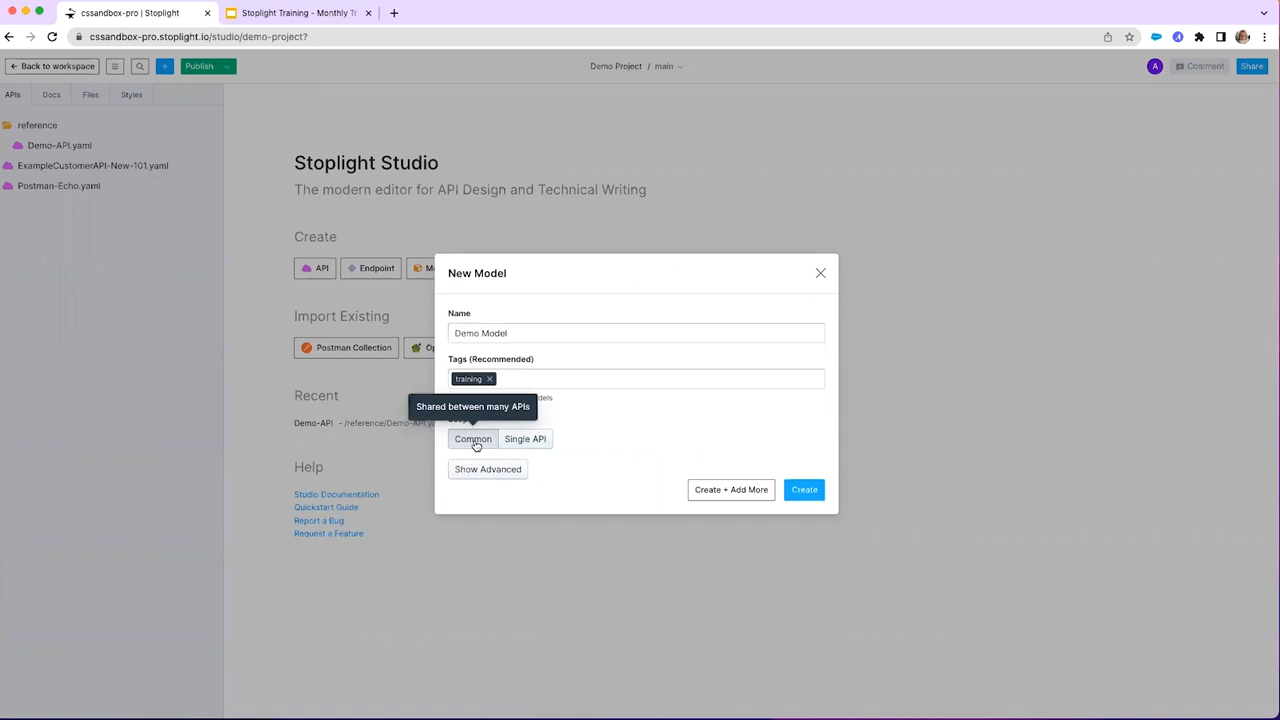 cssandbox-pro | Stoplight
Stoplight Training - Monthly Tr
cssandbox-pro.stoplight.io/studio/demo-project?
Back to workspace
Publish
Demo Project / main
A
Comment
Share
APIs
Docs
Files
Styles
reference
Demo-API.yaml
ExampleCustomerAPI-New-101.yaml
Postman-Echo.yaml
Stoplight Studio
The modern editor for API Design and Technical Writing
Create
API
Endpoint
Import Existing
Postman Collection
Recent
Demo-API - /reference/Demo-API.y
Help
Studio Documentation
Quickstart Guide
Report a Bug
Request a Feature
New Model
Name
Demo Model
Tags (Recommended)
training
Shared between many APIs
Common
Single API
Show Advanced
Create + Add More
Create